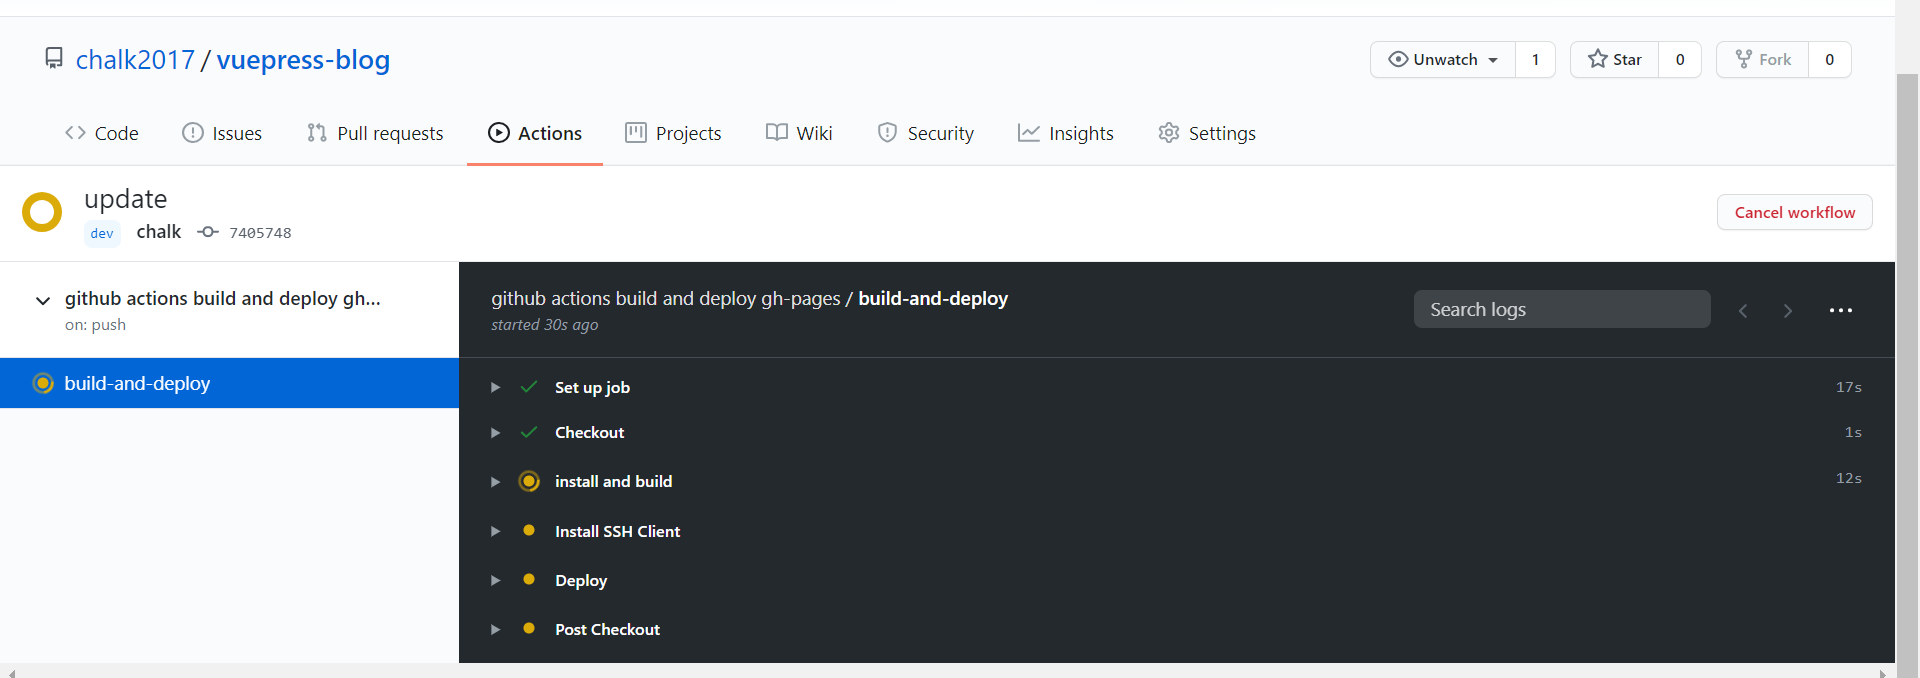 chalk2017 / vuepress-blog
Unwatch 1 Star 0 Fork 0
Code Issues Pull requests Actions Projects Wiki Security Insights Settings
update
dev chalk 7405748
Cancel workflow
github actions build and deploy gh...
on: push
build-and-deploy
github actions build and deploy gh-pages / build-and-deploy
started 30s ago
Search logs
Set up job 17s
Checkout 1s
install and build 12s
Install SSH Client
Deploy
Post Checkout